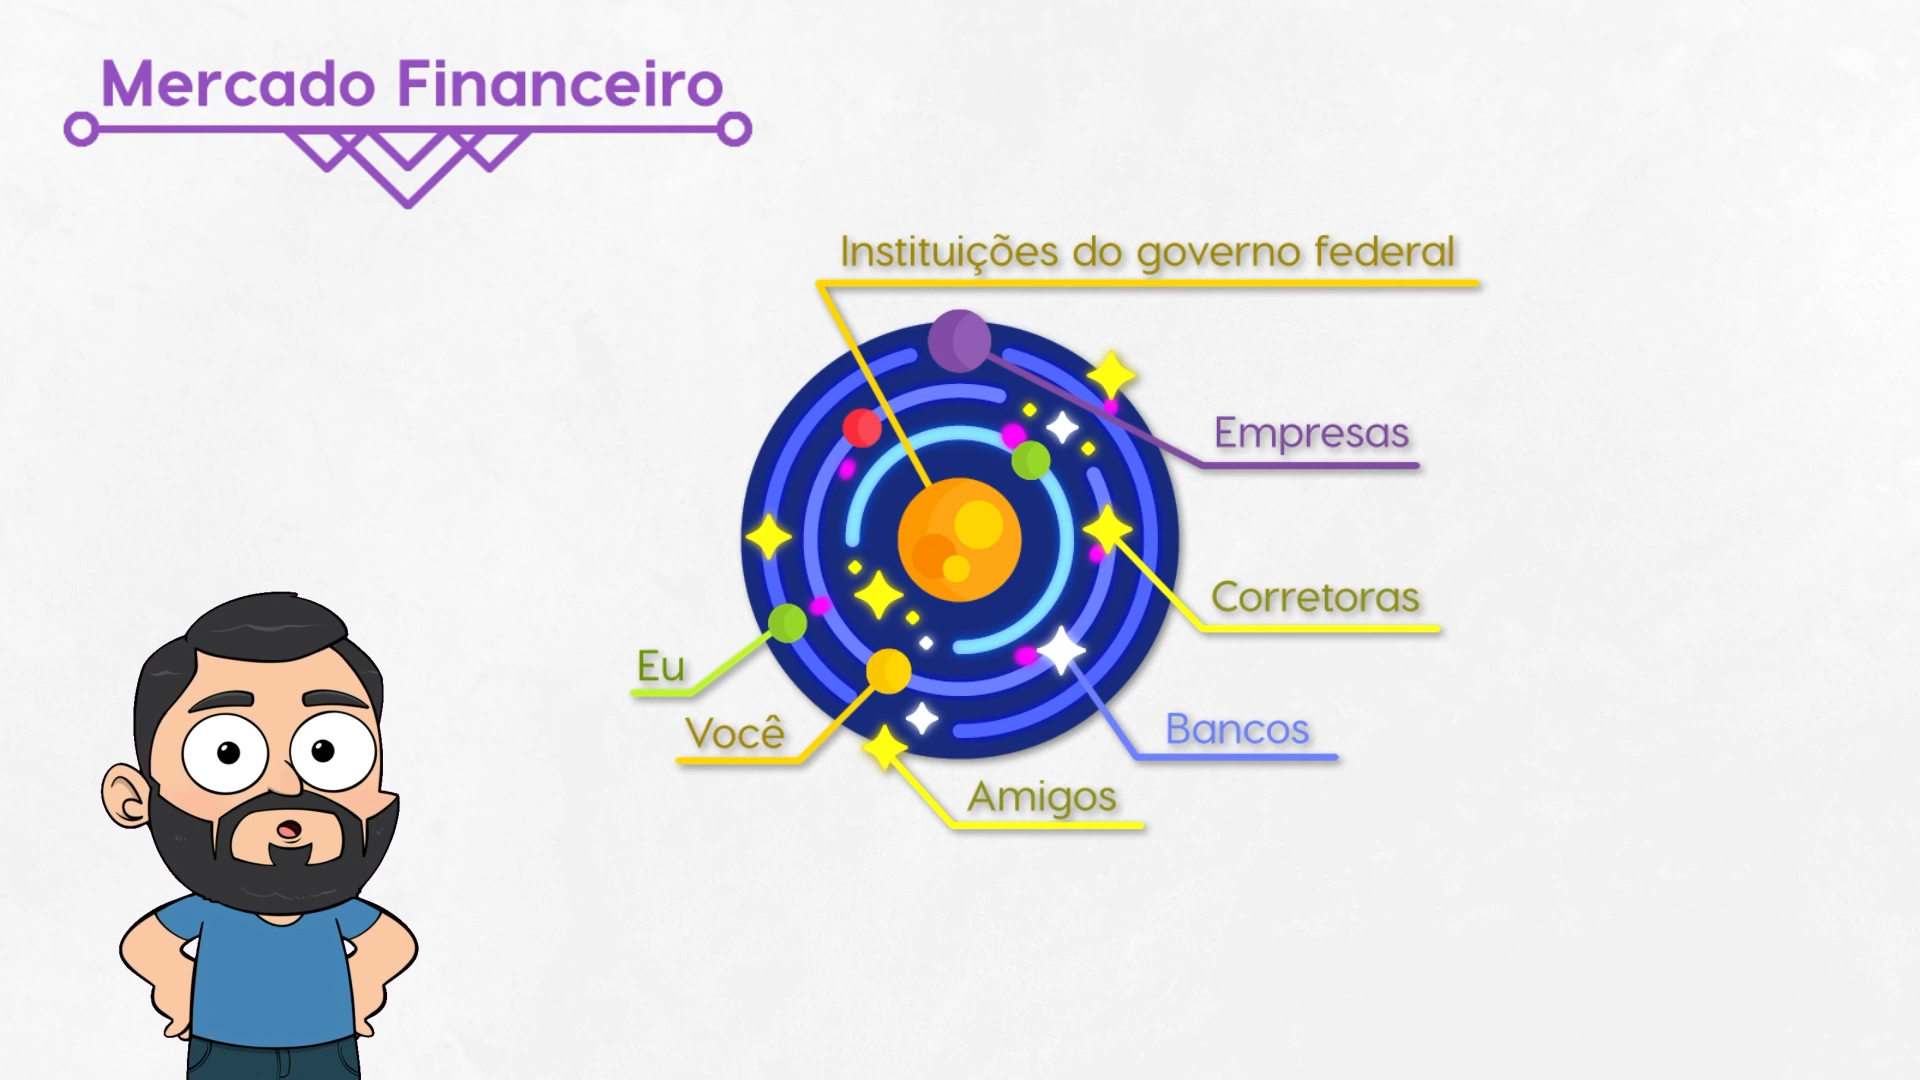 Mercado Financeiro
Instituições do governo federal
Empresas
Corretoras
Eu
Bancos
Você
Amigos